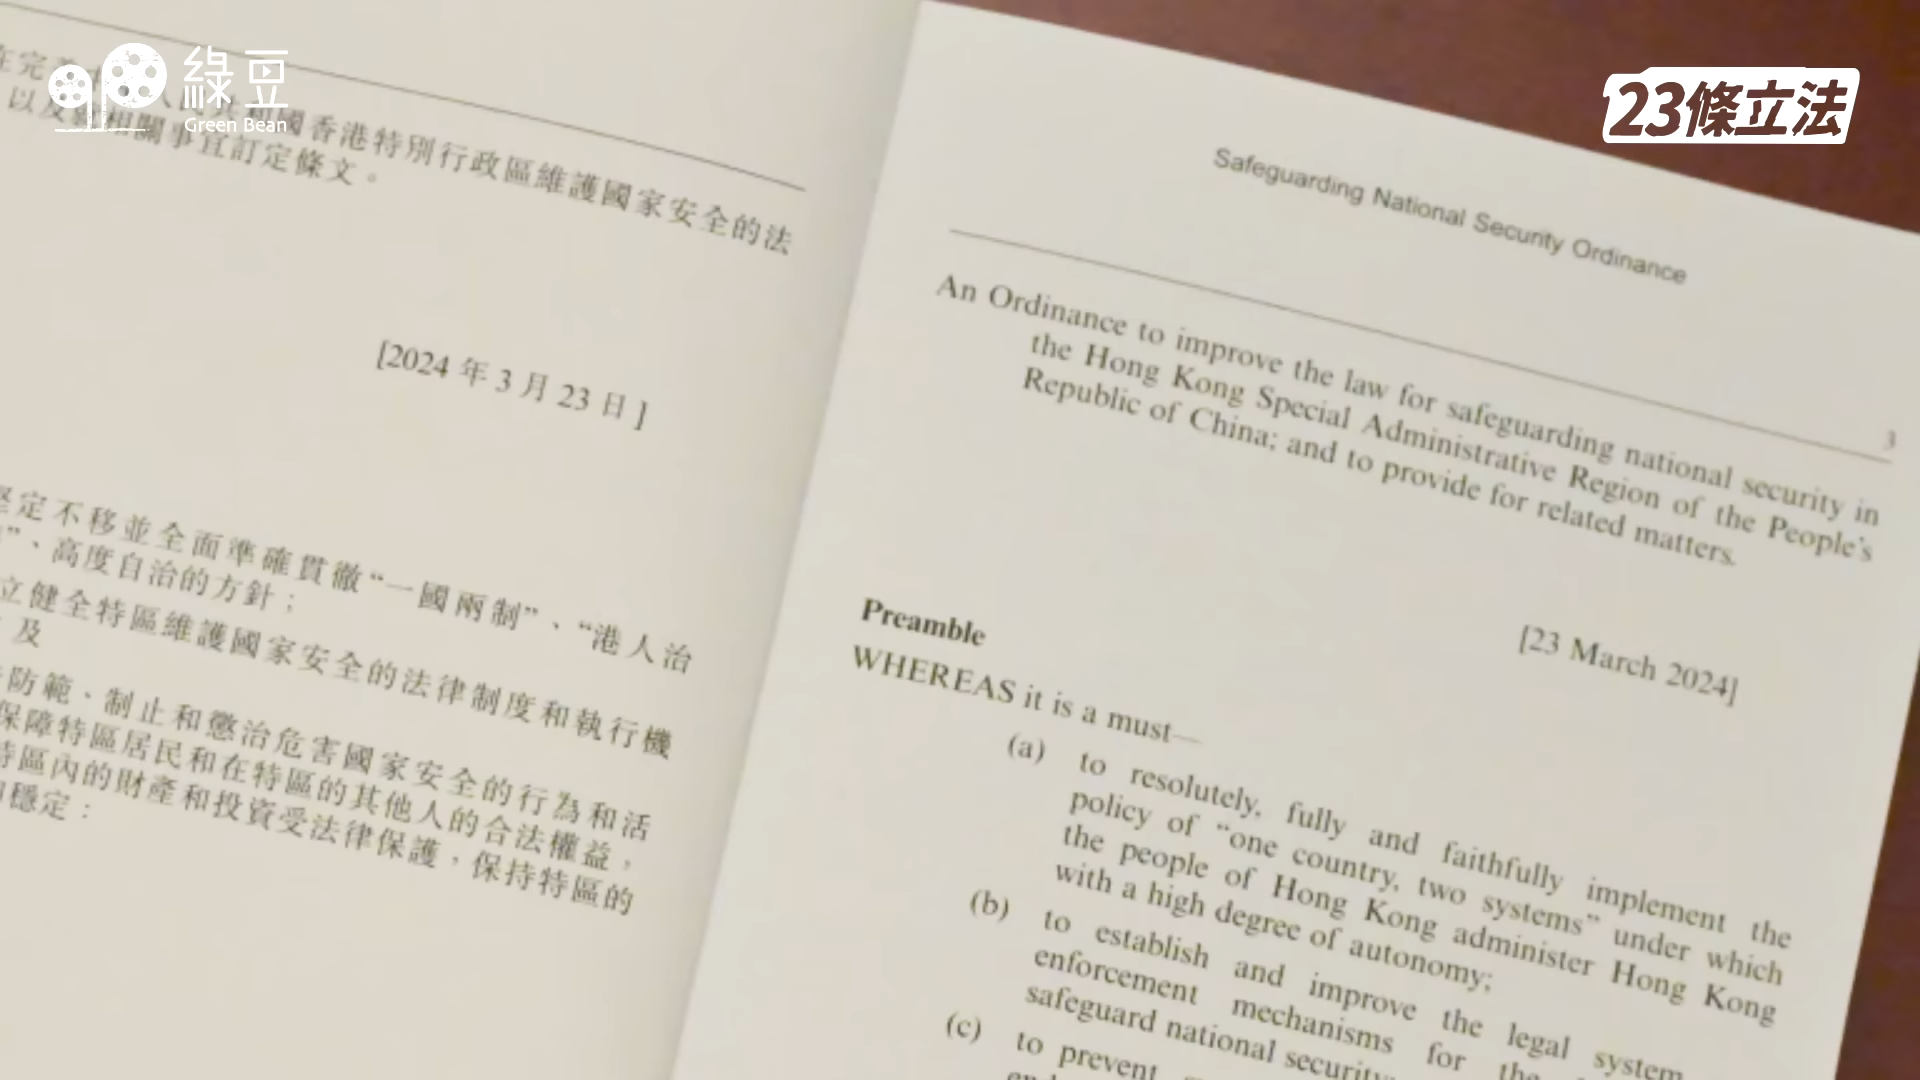 綠豆
Green Bean
23條立法
國香港特別行政區維護國家安全的法
以及就相關事宜訂定條文。
[2024 年 3 月 23 日]
堅定不移並全面準確貫徹“一國兩制”、“港人治
”、高度自治的方針；
立健全特區維護國家安全的法律制度和執行機
及
防範、制止和懲治危害國家安全的行為和活
保障特區居民和在特區的其他人的合法權益，
特區內的財產和投資受法律保護，保持特區的
穩定：
Safeguarding National Security Ordinance
3
An Ordinance to improve the law for safeguarding national security in
the Hong Kong Special Administrative Region of the People’s
Republic of China; and to provide for related matters.
[23 March 2024]
Preamble
WHEREAS it is a must—
(a) to resolutely, fully and faithfully implement the
policy of “one country, two systems” under which
the people of Hong Kong administer Hong Kong
with a high degree of autonomy;
(b) to establish and improve the legal system
enforcement mechanisms for the
safeguard national security
(c) to prevent